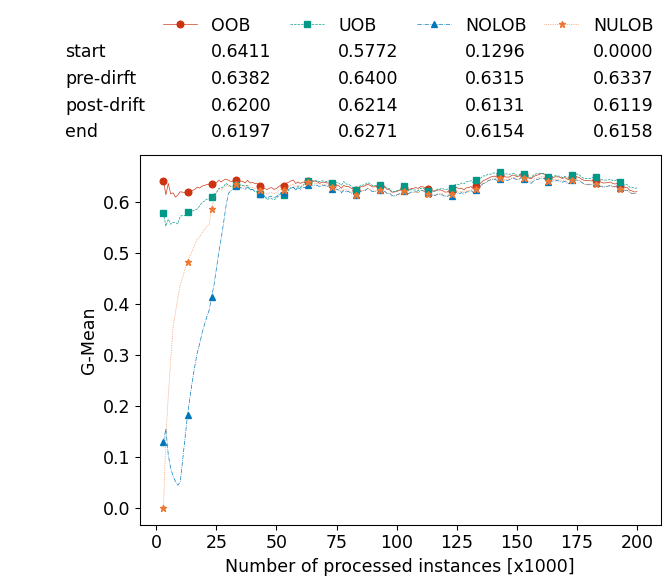 OOB UOB NOLOB NULOB
start 0.6411 0.5772 0.1296 0.0000
pre-dirft 0.6382 0.6400 0.6315 0.6337
post-drift 0.6200 0.6214 0.6131 0.6119
end 0.6197 0.6271 0.6154 0.6158
0.6
0.5
0.4
0.3
0.2
0.1
0.0
G-Mean
0 25 50 75 100 125 150 175 200
Number of processed instances [x1000]